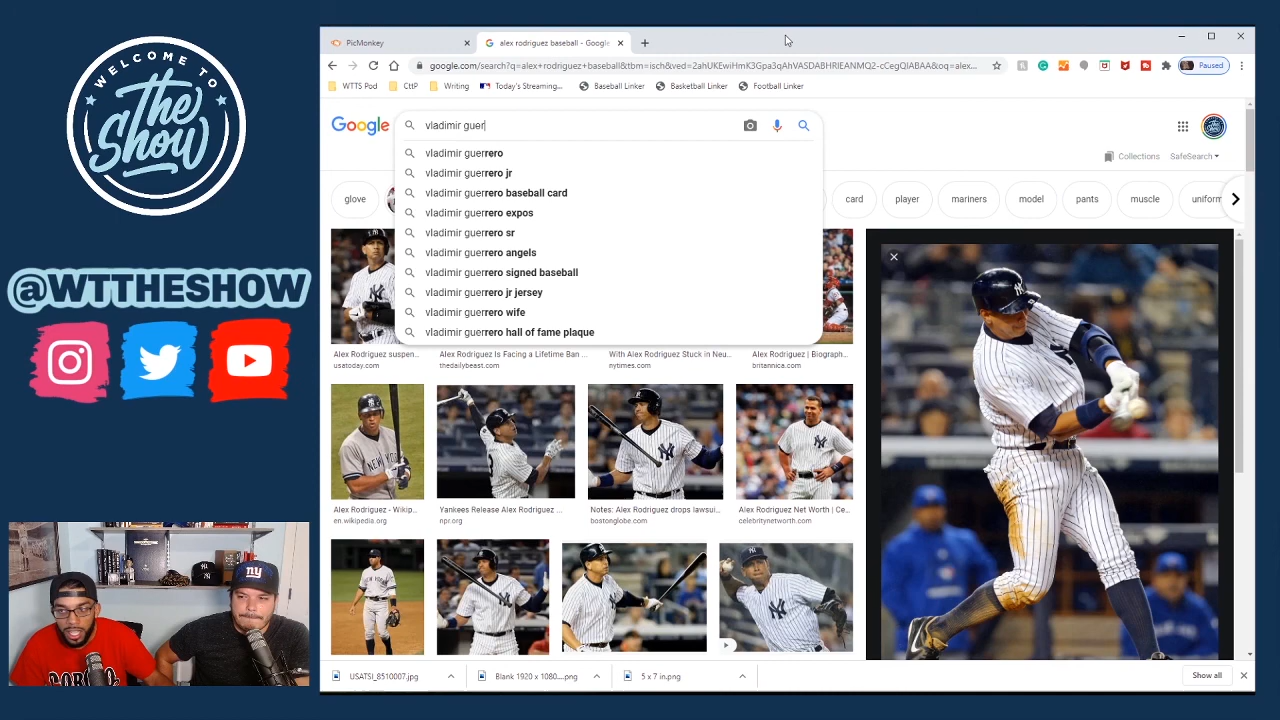 WELCOME TO
the
Show
@WTTHESHOW
PicMonkey
alex rodriguez baseball - Google
google.com/search?q=alex+rodriguez+baseball&tbm=isch&ved=2ahUKEwiHmK3Gpa3qAhVASDABHRIEANMQ2-cCegQIABAA&oq=alex...
Paused
WTTS Pod
CttP
Writing
Today's Streaming...
Baseball Linker
Basketball Linker
Football Linker
Google
vladimir guer
Collections
SafeSearch
vladimir guerrero
vladimir guerrero jr
vladimir guerrero baseball card
vladimir guerrero expos
vladimir guerrero sr
vladimir guerrero angels
vladimir guerrero signed baseball
vladimir guerrero jr jersey
vladimir guerrero wife
vladimir guerrero hall of fame plaque
glove
card
player
mariners
model
pants
muscle
uniform
Alex Rodriguez suspen...
usatoday.com
Alex Rodriguez Is Facing a Lifetime Ban ...
thedailybeast.com
With Alex Rodriguez Stuck in Neu...
nytimes.com
Alex Rodriguez | Biograph...
britannica.com
Alex Rodriguez - Wikip...
en.wikipedia.org
Yankees Release Alex Rodriguez ...
npr.org
Notes: Alex Rodriguez drops lawsui...
bostonglobe.com
Alex Rodriguez Net Worth | Ce...
celebritynetworth.com
NEW YORK
ny
USATSI_8510007.jpg
Blank 1920 x 1080....png
5 x 7 in.png
Show all